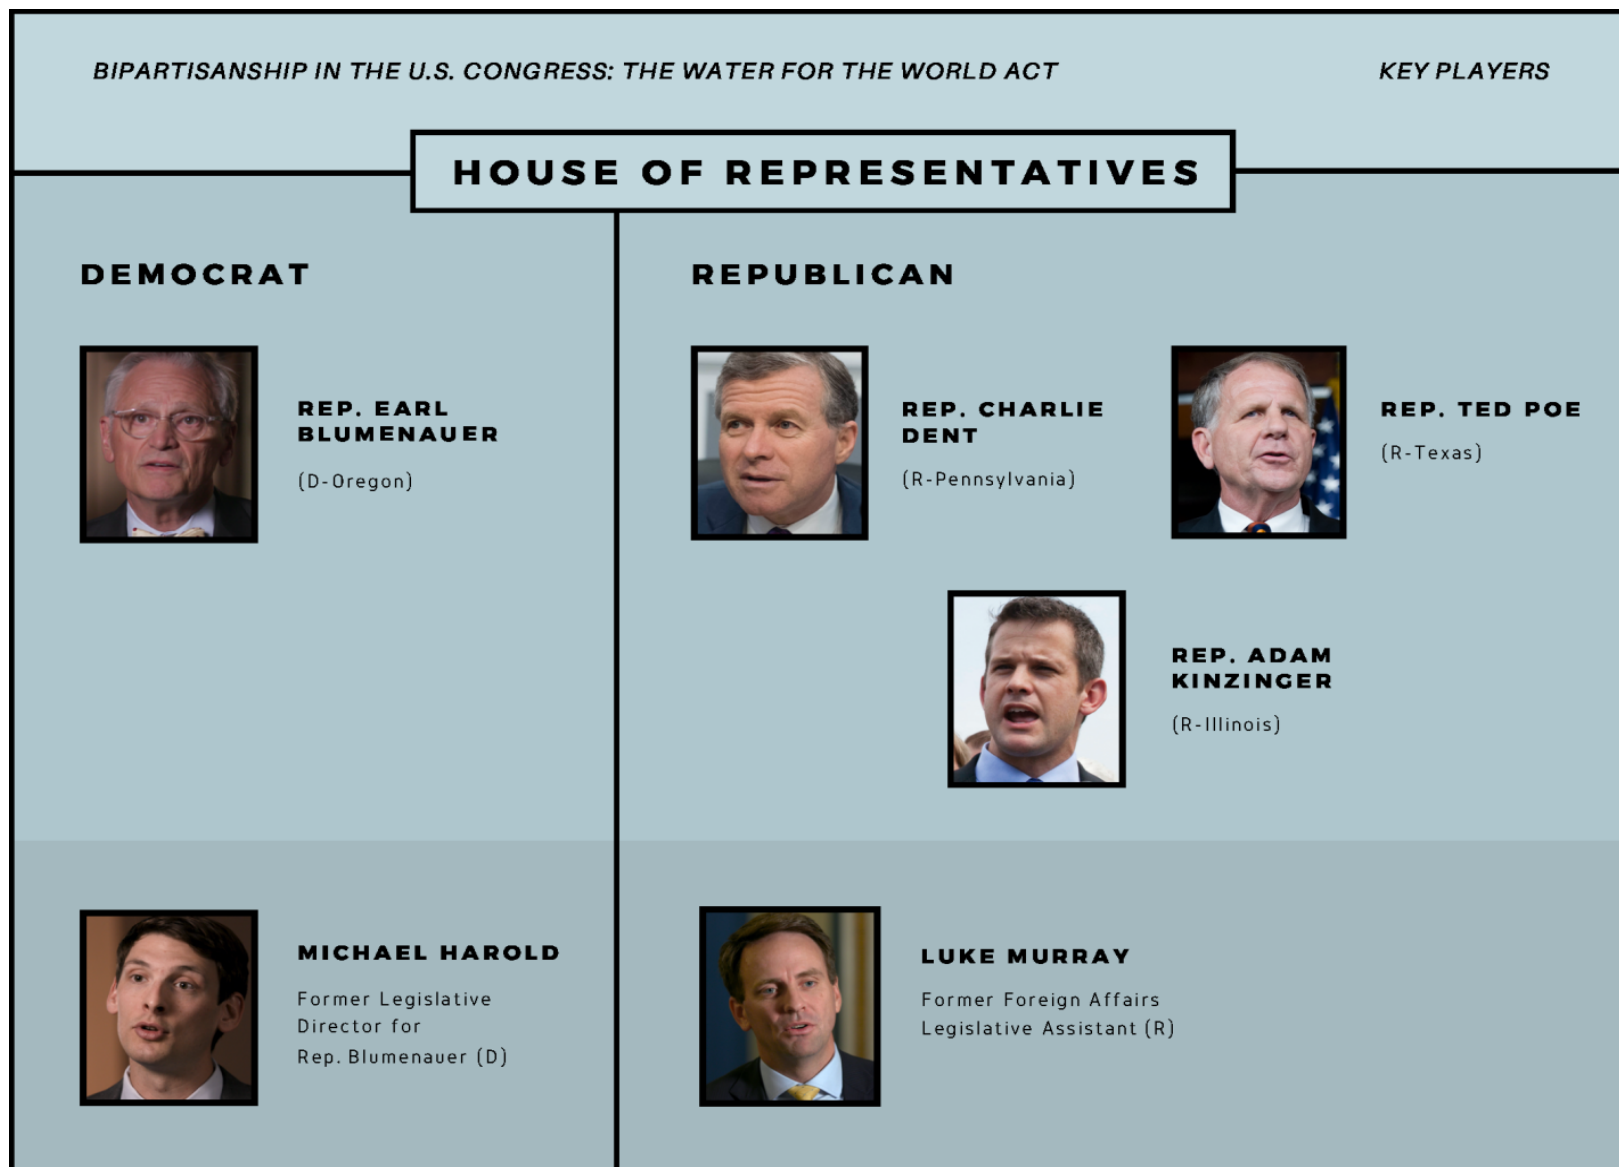 BIPARTISANSHIP IN THE U.S. CONGRESS: THE WATER FOR THE WORLD ACT
KEY PLAYERS
HOUSE OF REPRESENTATIVES
DEMOCRAT
REP. EARL
BLUMENAUER
(D-Oregon)
REPUBLICAN
REP. CHARLIE
DENT
(R-Pennsylvania)
REP. TED POE
(R-Texas)
REP. ADAM
KINZINGER
(R-Illinois)
MICHAEL HAROLD
Former Legislative
Director for
Rep. Blumenauer (D)
LUKE MURRAY
Former Foreign Affairs
Legislative Assistant (R)